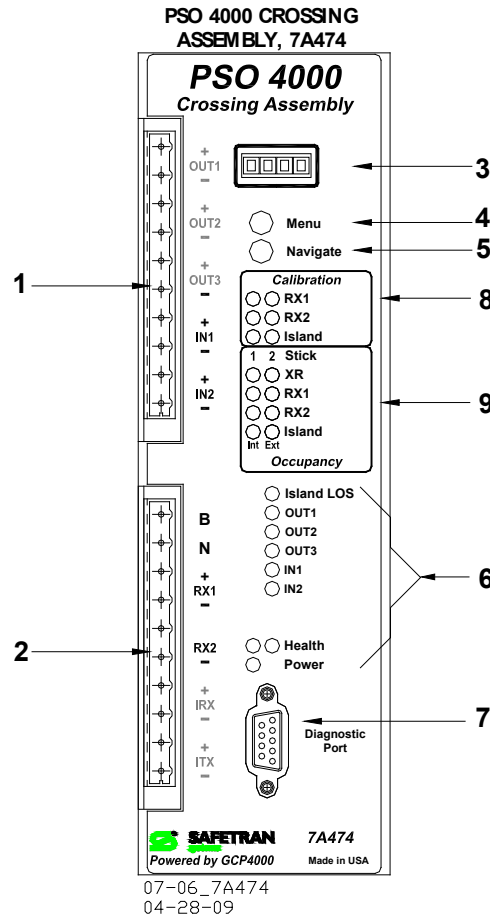 PSO 4000 CROSSING
ASSEMBLY, 7A474
PSO 4000
Crossing Assembly
+
OUT1
−
3
+
OUT2
−
Menu
4
Navigate
5
+
OUT3
−
1
Calibration
8
RX1
RX2
Island
+
IN1
−
1 2 Stick
XR
RX1
RX2
Island
Int Ext
Occupancy
9
+
IN2
−
Island LOS
OUT1
OUT2
OUT3
IN1
IN2
6
B
N
+
RX1
−
2
RX2
−
Health
Power
+
IRX
−
7
Diagnostic
Port
+
ITX
−
SAFETRAN 7A474
Powered by GCP4000 Made in USA
07-06_7A474
04-28-09